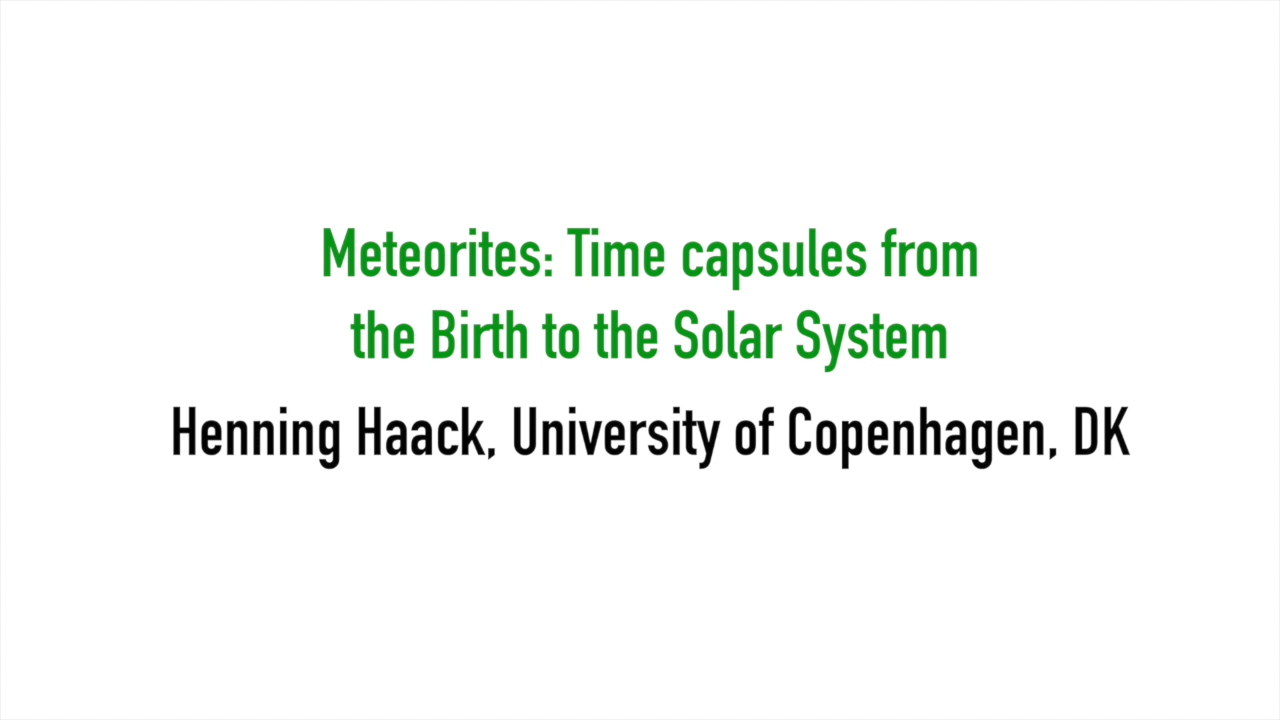 Meteorites: Time capsules from
the Birth to the Solar System
Henning Haack, University of Copenhagen, DK